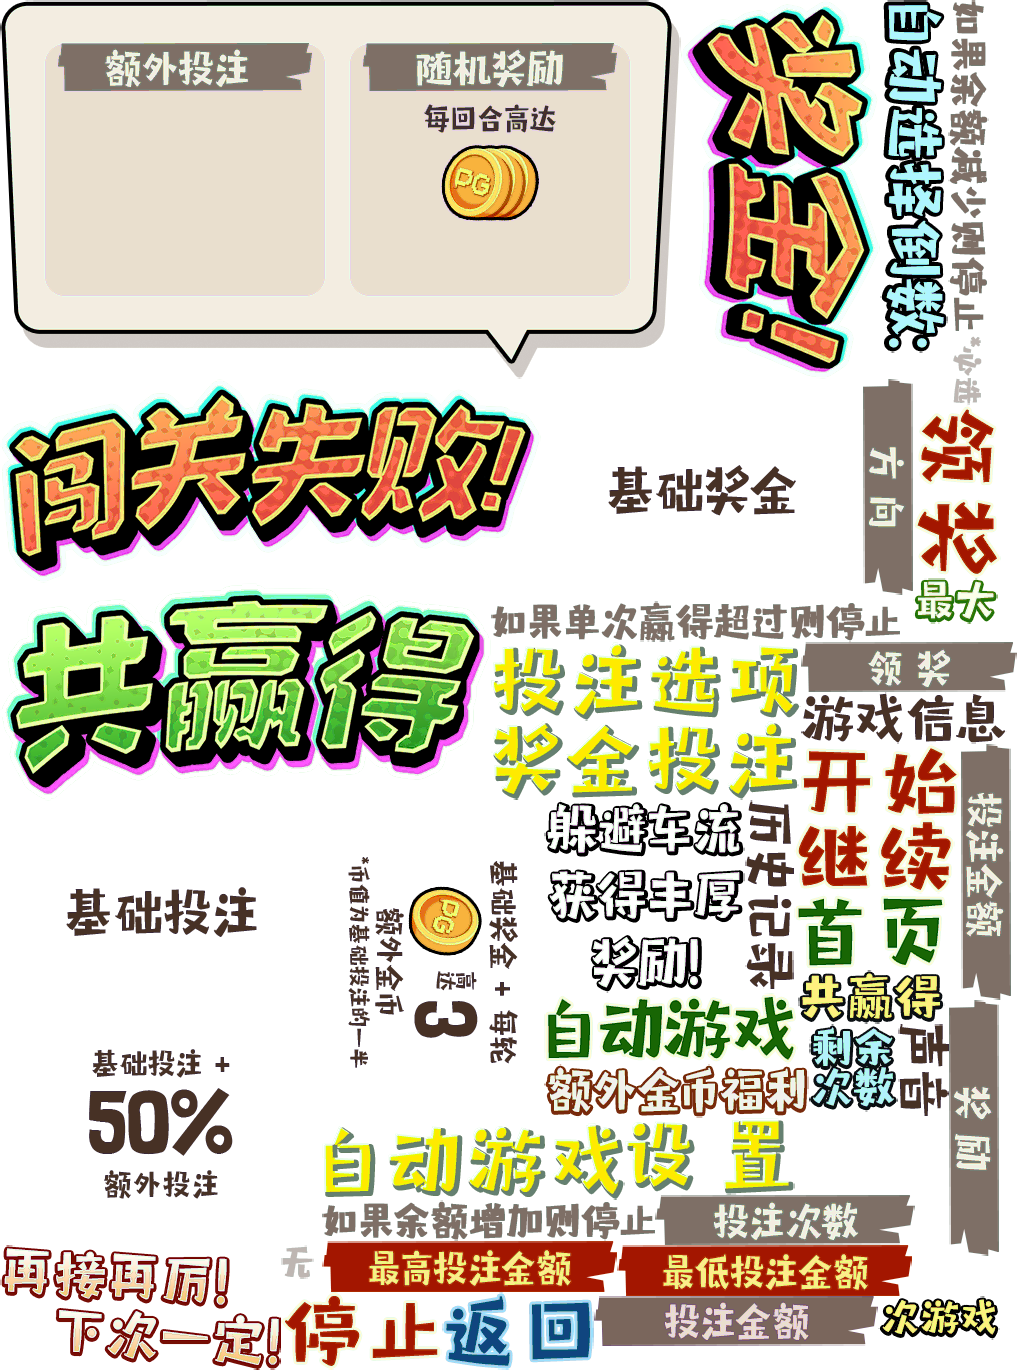 额外投注
随机奖励
每回合高达
PG
奖金!
自动选择倒数:
如果余额减少则停止 *必选
闯关失败!
基础奖金
方向
领奖
最大
共赢得
如果单次赢得超过则停止
投注选项
领奖
游戏信息
奖金投注
开始
投注金额
躲避车流
获得丰厚
奖励!
历史记录
继续
首页
基础投注
*币值为基础投注的一半
额外金币
PG
高达
3
基础奖金 + 每轮
共赢得
自动游戏
剩余
次数
声音
奖励
额外金币福利
基础投注 +
50%
额外投注
自动游戏设置
如果余额增加则停止
投注次数
再接再厉!
下次一定!
无
最高投注金额
最低投注金额
停止
返回
投注金额
次游戏